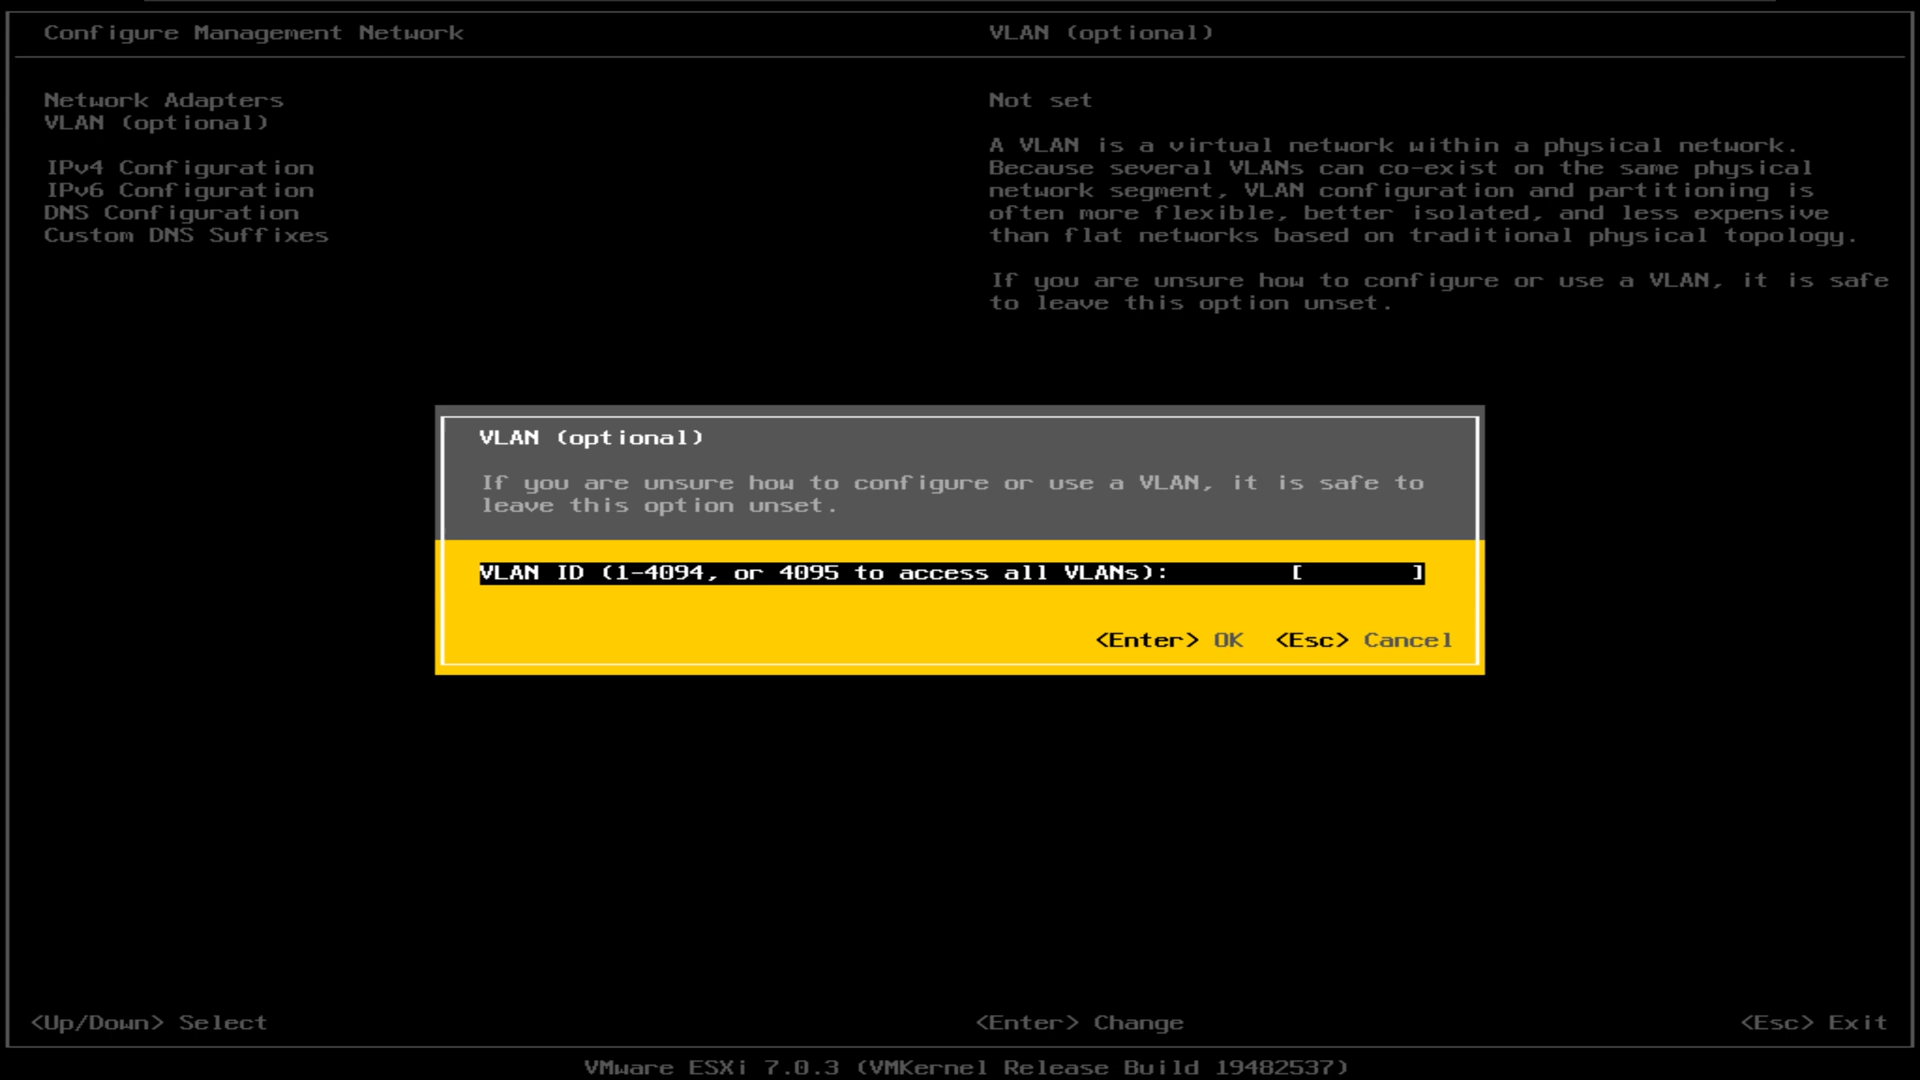 Configure Management Network
VLAN (optional)
Network Adapters
VLAN (optional)
IPv4 Configuration
IPv6 Configuration
DNS Configuration
Custom DNS Suffixes
Not set
A VLAN is a virtual network within a physical network.
Because several VLANs can co-exist on the same physical
network segment, VLAN configuration and partitioning is
often more flexible, better isolated, and less expensive
than flat networks based on traditional physical topology.
If you are unsure how to configure or use a VLAN, it is safe
to leave this option unset.
VLAN (optional)
If you are unsure how to configure or use a VLAN, it is safe to
leave this option unset.
VLAN ID (1-4094, or 4095 to access all VLANs): [ ]
<Enter> OK <Esc> Cancel
<Up/Down> Select
<Enter> Change
<Esc> Exit
VMware ESXi 7.0.3 (VMKernel Release Build 19482537)